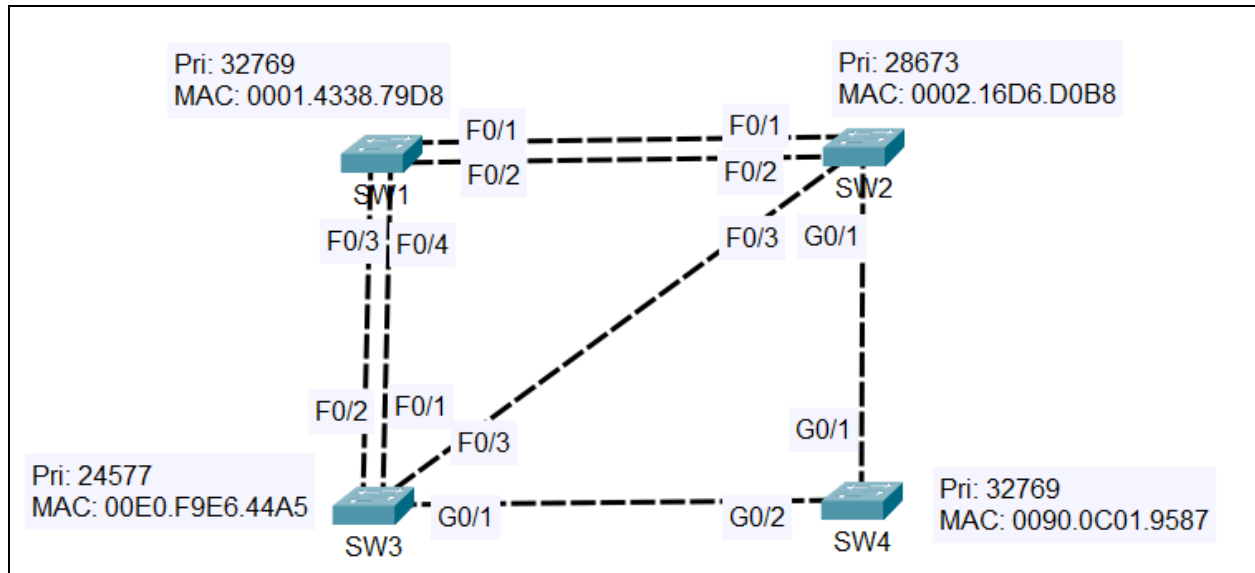 Pri: 32769
MAC: 0001.4338.79D8
Pri: 28673
MAC: 0002.16D6.D0B8
F0/1
F0/1
F0/2
F0/2
SW1
SW2
F0/3
F0/4
F0/3
G0/1
F0/2
F0/1
F0/3
G0/1
Pri: 24577
MAC: 00E0.F9E6.44A5
Pri: 32769
MAC: 0090.0C01.9587
G0/1
G0/2
SW3
SW4